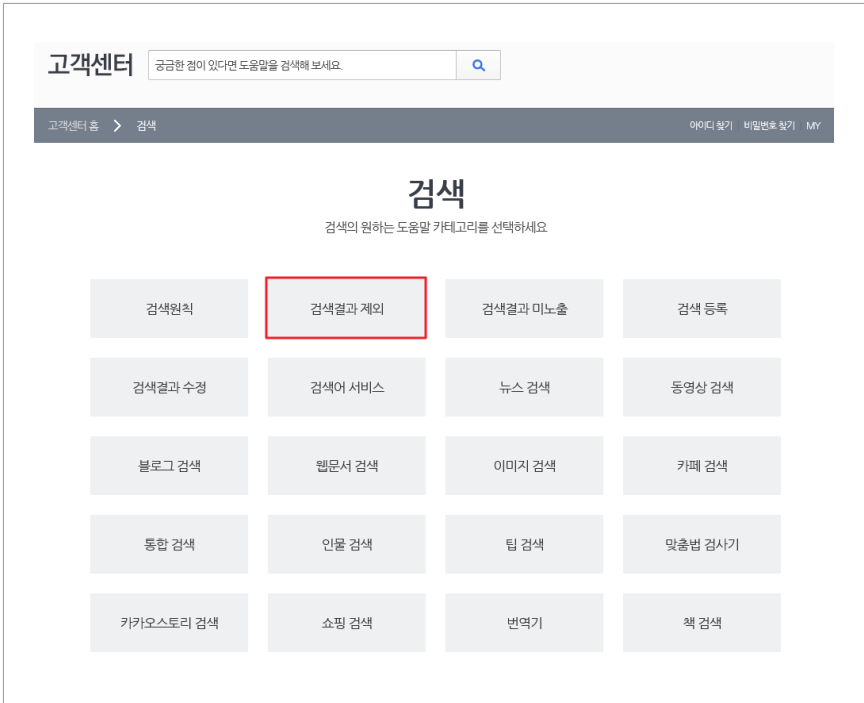 고객센터 궁금한 점이 있다면 도움말을 검색해 보세요.
고객센터 홈 > 검색 아이디 찾기 비밀번호 찾기 MY
검색
검색의 원하는 도움말 카테고리를 선택하세요
검색원칙 검색결과 제외 검색결과 미노출 검색 등록
검색결과 수정 검색어 서비스 뉴스 검색 동영상 검색
블로그 검색 웹문서 검색 이미지 검색 카페 검색
통합 검색 인물 검색 팁 검색 맞춤법 검사기
카카오스토리 검색 쇼핑 검색 번역기 책 검색